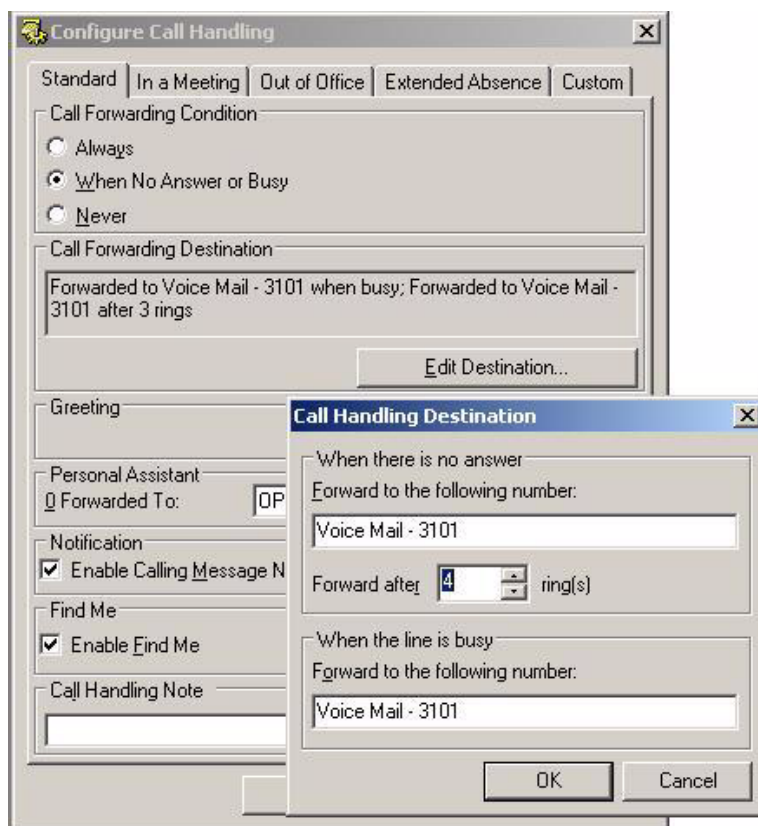 Configure Call Handling
Standard In a Meeting Out of Office Extended Absence Custom
Call Forwarding Condition
Always
When No Answer or Busy
Never
Call Forwarding Destination
Forwarded to Voice Mail - 3101 when busy; Forwarded to Voice Mail -
3101 after 3 rings
Edit Destination...
Greeting
Personal Assistant
0 Forwarded To: OP
Notification
Enable Calling Message N
Find Me
Enable Find Me
Call Handling Note
Call Handling Destination
When there is no answer
Forward to the following number:
Voice Mail - 3101
Forward after 4 ring(s)
When the line is busy
Forward to the following number:
Voice Mail - 3101
OK Cancel